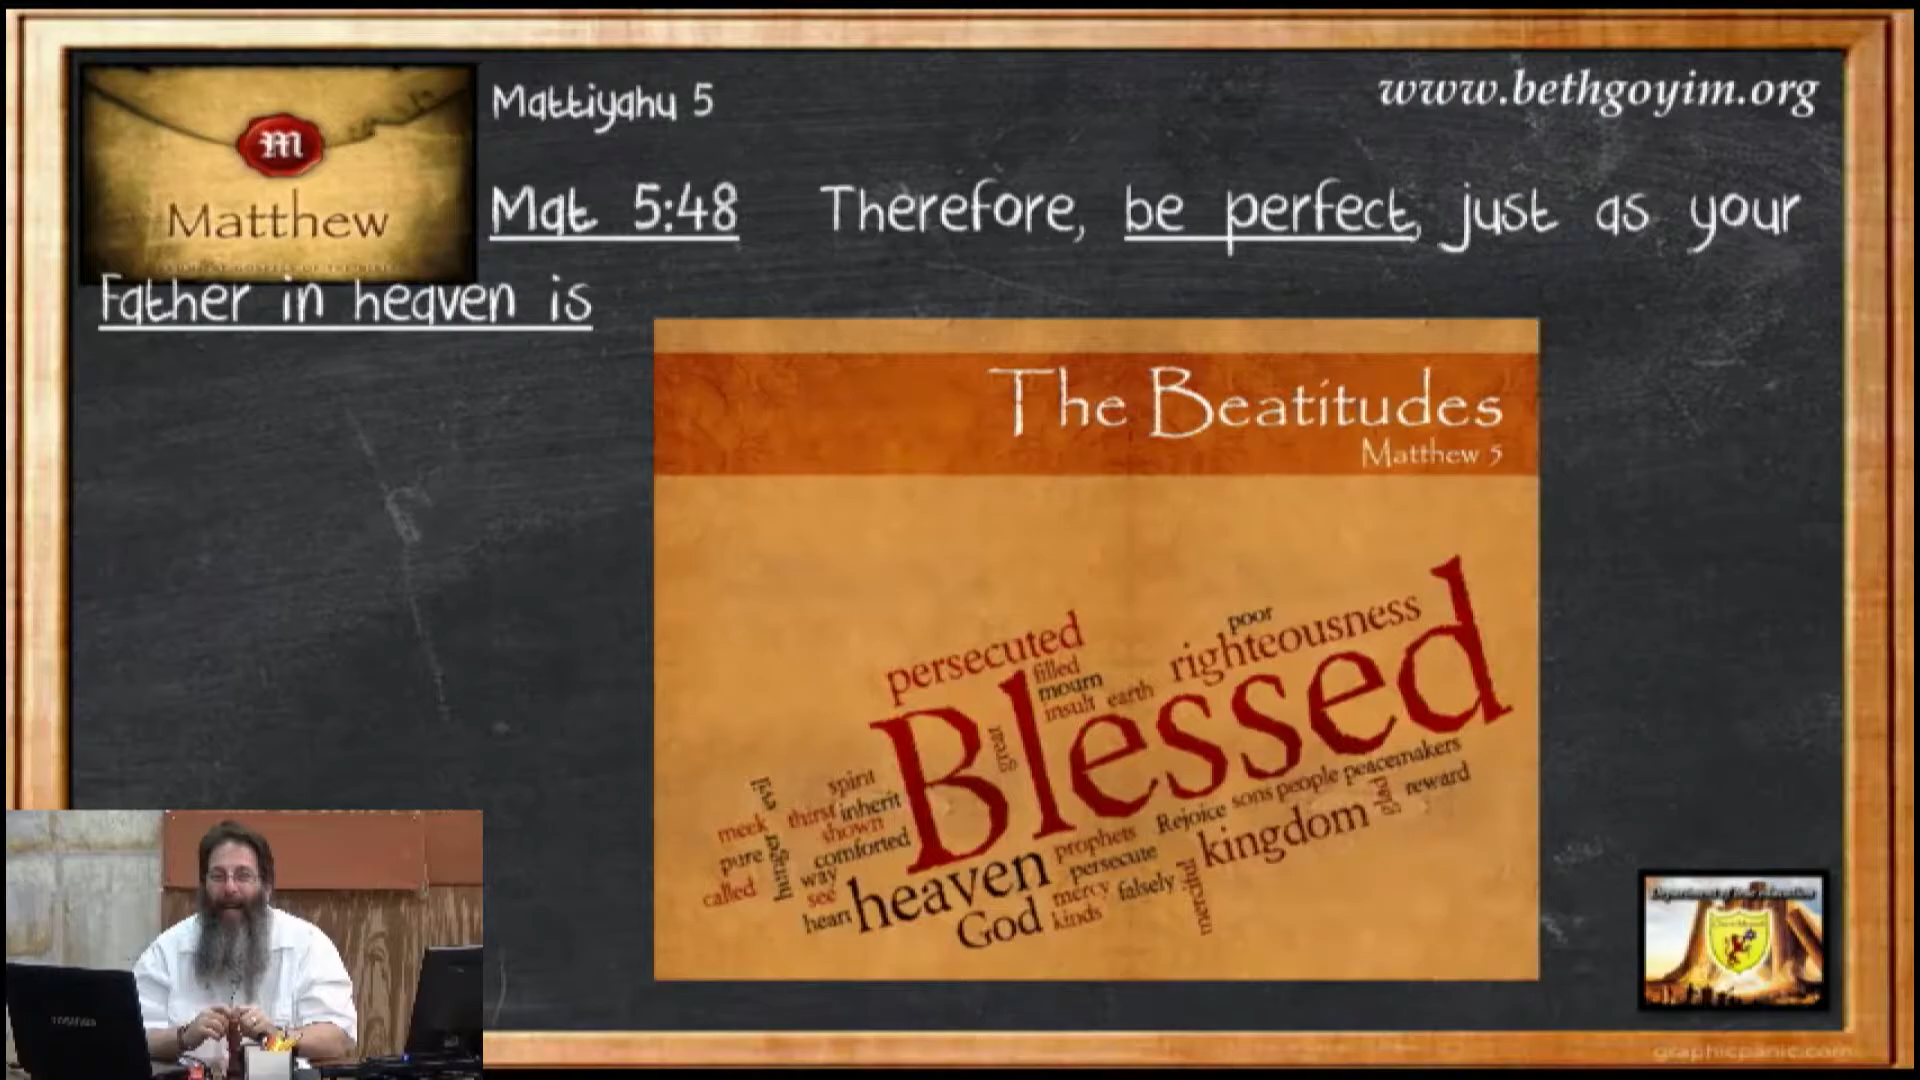 Mattiyahu 5
www.bethgoyim.org
M
Matthew
Mat 5:48 Therefore, be perfect, just as your
Father in heaven is
The Beatitudes
Matthew 5
persecuted
poor
righteousness
filled
mourn
insult
earth
Blessed
great
evil
spirit
thirst
inherit
meek
shown
pure
hunger
comforted
called
way
see
heart
heaven
God
prophets
persecute
mercy
kinds
falsely
merciful
Rejoice
sons
people
peacemakers
glad
reward
kingdom
TOSHIBA
graphicpanic.com